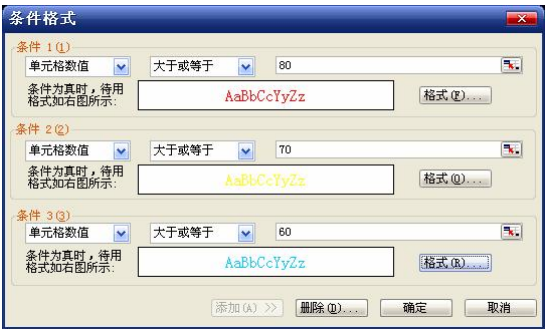 条件格式
条件 1(1)
单元格数值 大于或等于 80
条件为真时，待用
格式如右图所示:
AaBbCcYyZz 格式(F)...
条件 2(2)
单元格数值 大于或等于 70
条件为真时，待用
格式如右图所示:
AaBbCcYyZz 格式(O)...
条件 3(3)
单元格数值 大于或等于 60
条件为真时，待用
格式如右图所示:
AaBbCcYyZz 格式(R)...
添加(A) >> 删除(D)... 确定 取消